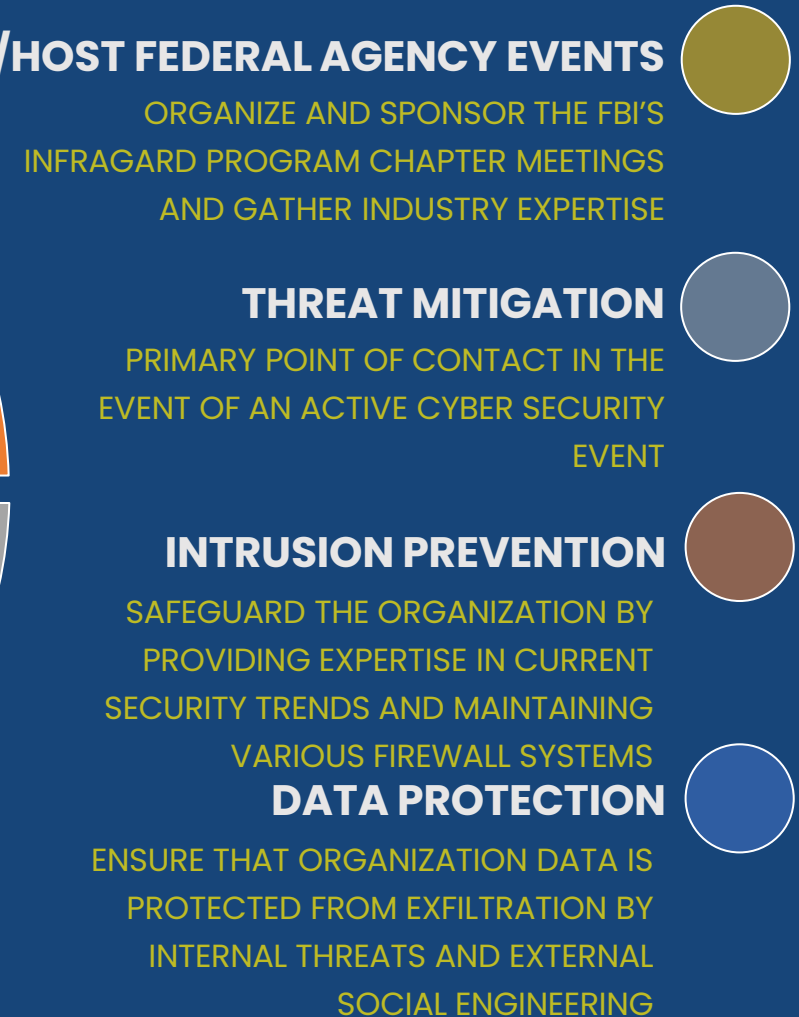 /HOST FEDERAL AGENCY EVENTS
ORGANIZE AND SPONSOR THE FBI’S
INFRAGARD PROGRAM CHAPTER MEETINGS
AND GATHER INDUSTRY EXPERTISE
THREAT MITIGATION
PRIMARY POINT OF CONTACT IN THE
EVENT OF AN ACTIVE CYBER SECURITY
EVENT
INTRUSION PREVENTION
SAFEGUARD THE ORGANIZATION BY
PROVIDING EXPERTISE IN CURRENT
SECURITY TRENDS AND MAINTAINING
VARIOUS FIREWALL SYSTEMS
DATA PROTECTION
ENSURE THAT ORGANIZATION DATA IS
PROTECTED FROM EXFILTRATION BY
INTERNAL THREATS AND EXTERNAL
SOCIAL ENGINEERING